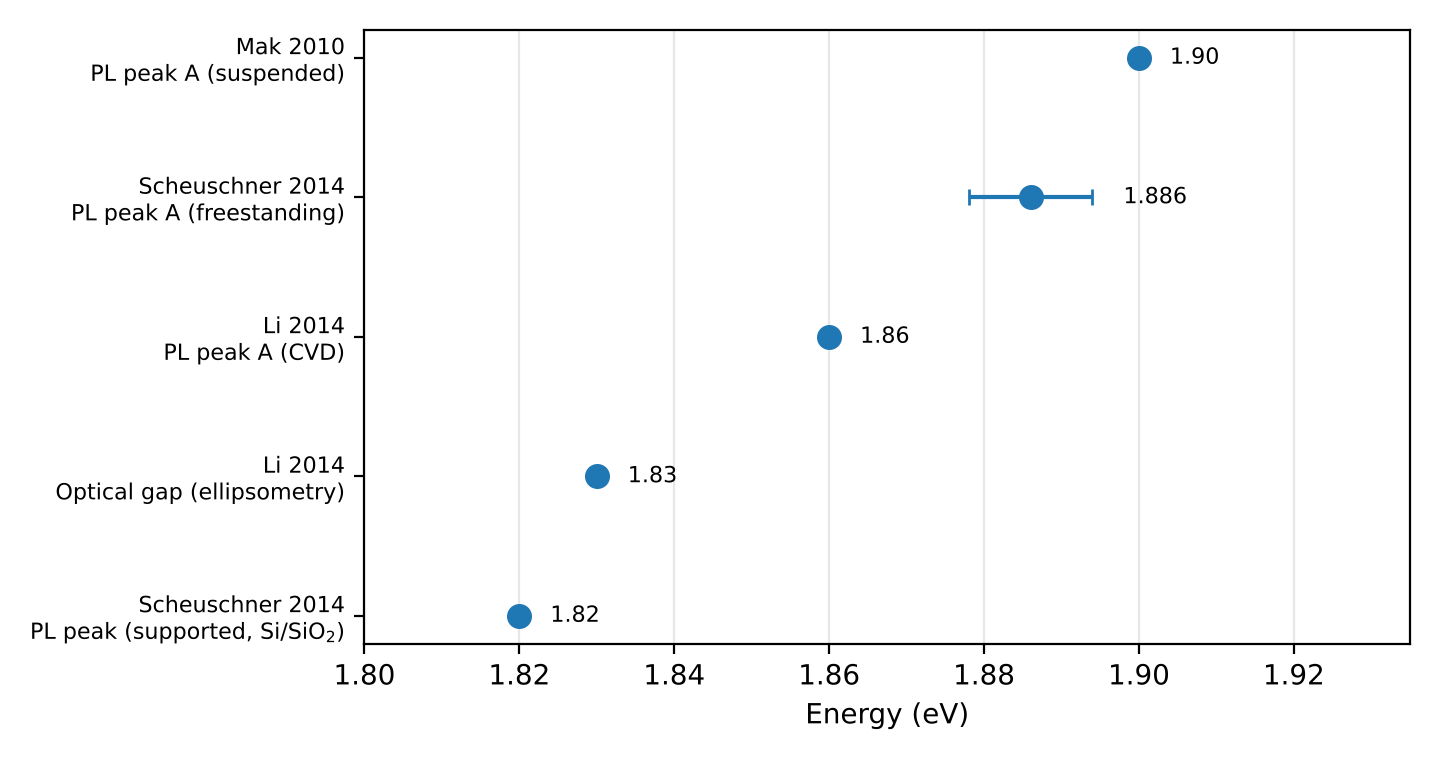 Mak 2010
PL peak A (suspended)
1.90
Scheuschner 2014
PL peak A (freestanding)
1.886
Li 2014
PL peak A (CVD)
1.86
Li 2014
Optical gap (ellipsometry)
1.83
Scheuschner 2014
PL peak (supported, Si/SiO₂)
1.82
1.80 1.82 1.84 1.86 1.88 1.90 1.92
Energy (eV)